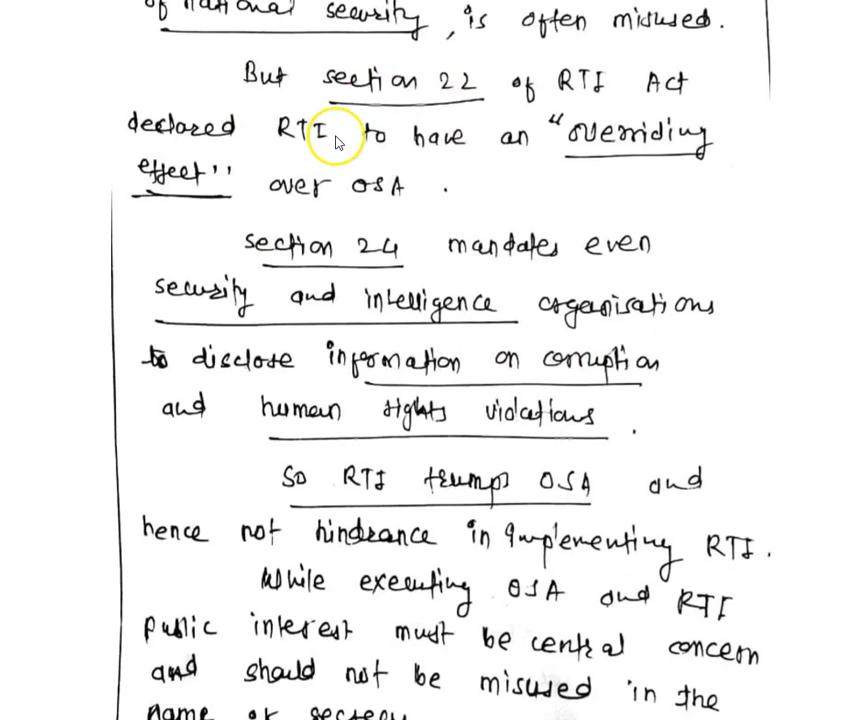 of national security, is often misused.
But section 22 of RTI Act
declared RTI to have an "overriding
effect" over OSA.
section 24 mandates even
security and intelligence organisations
to disclose information on corruption
and human rights violations.
So RTI trumps OSA and
hence not hindrance in implementing RTI.
While executing OSA and RTI
public interest must be central concern
and should not be misused in the
name of secrecy